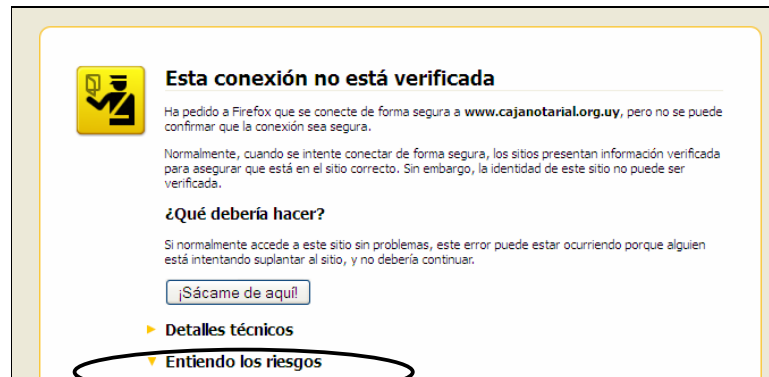 Esta conexión no está verificada
Ha pedido a Firefox que se conecte de forma segura a www.cajanotarial.org.uy, pero no se puede
confirmar que la conexión sea segura.
Normalmente, cuando se intente conectar de forma segura, los sitios presentan información verificada
para asegurar que está en el sitio correcto. Sin embargo, la identidad de este sitio no puede ser
verificada.
¿Qué debería hacer?
Si normalmente accede a este sitio sin problemas, este error puede estar ocurriendo porque alguien
está intentando suplantar al sitio, y no debería continuar.
¡Sácame de aquí!
Detalles técnicos
Entiendo los riesgos